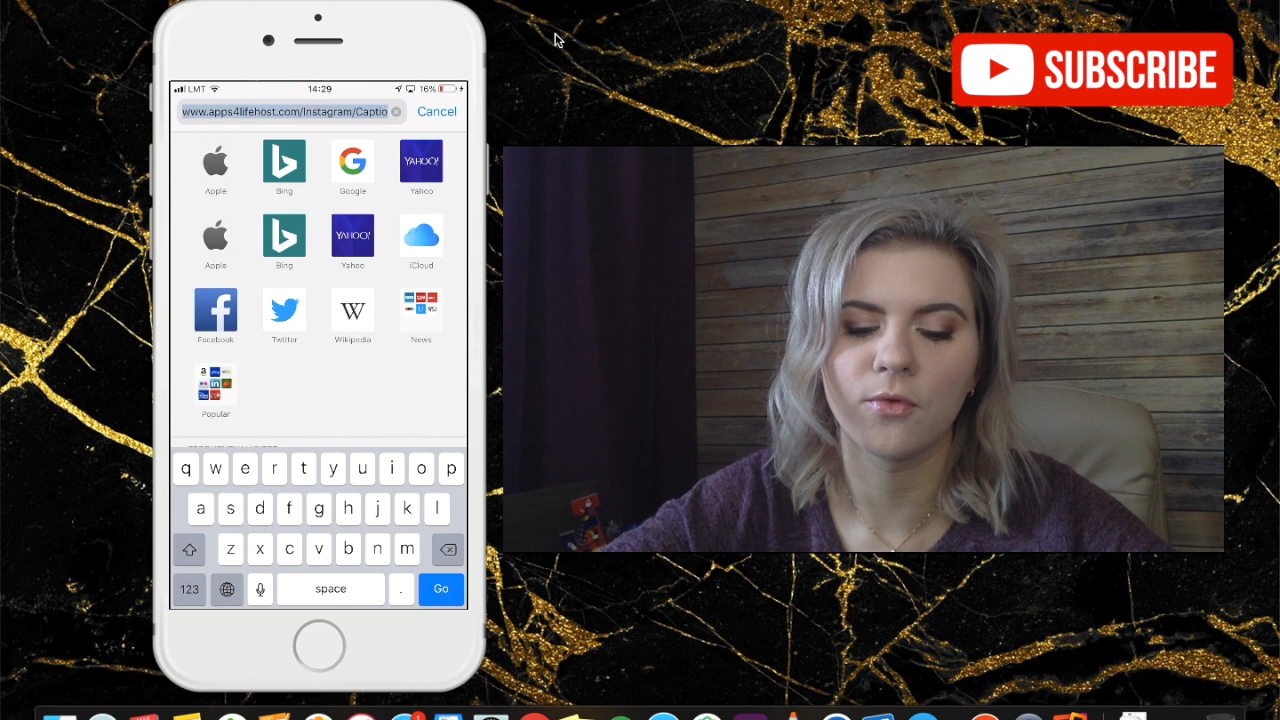 LMT
14:29
16%
www.apps4lifehost.com/Instagram/Captio
Cancel
YAHOO!
Apple
Bing
Google
Yahoo
YAHOO!
Apple
Bing
Yahoo
iCloud
W
WSJ
Facebook
Twitter
Wikipedia
News
Popular
q w e r t y u i o p
a s d f g h j k l
z x c v b n m
123
space
.
Go
SUBSCRIBE